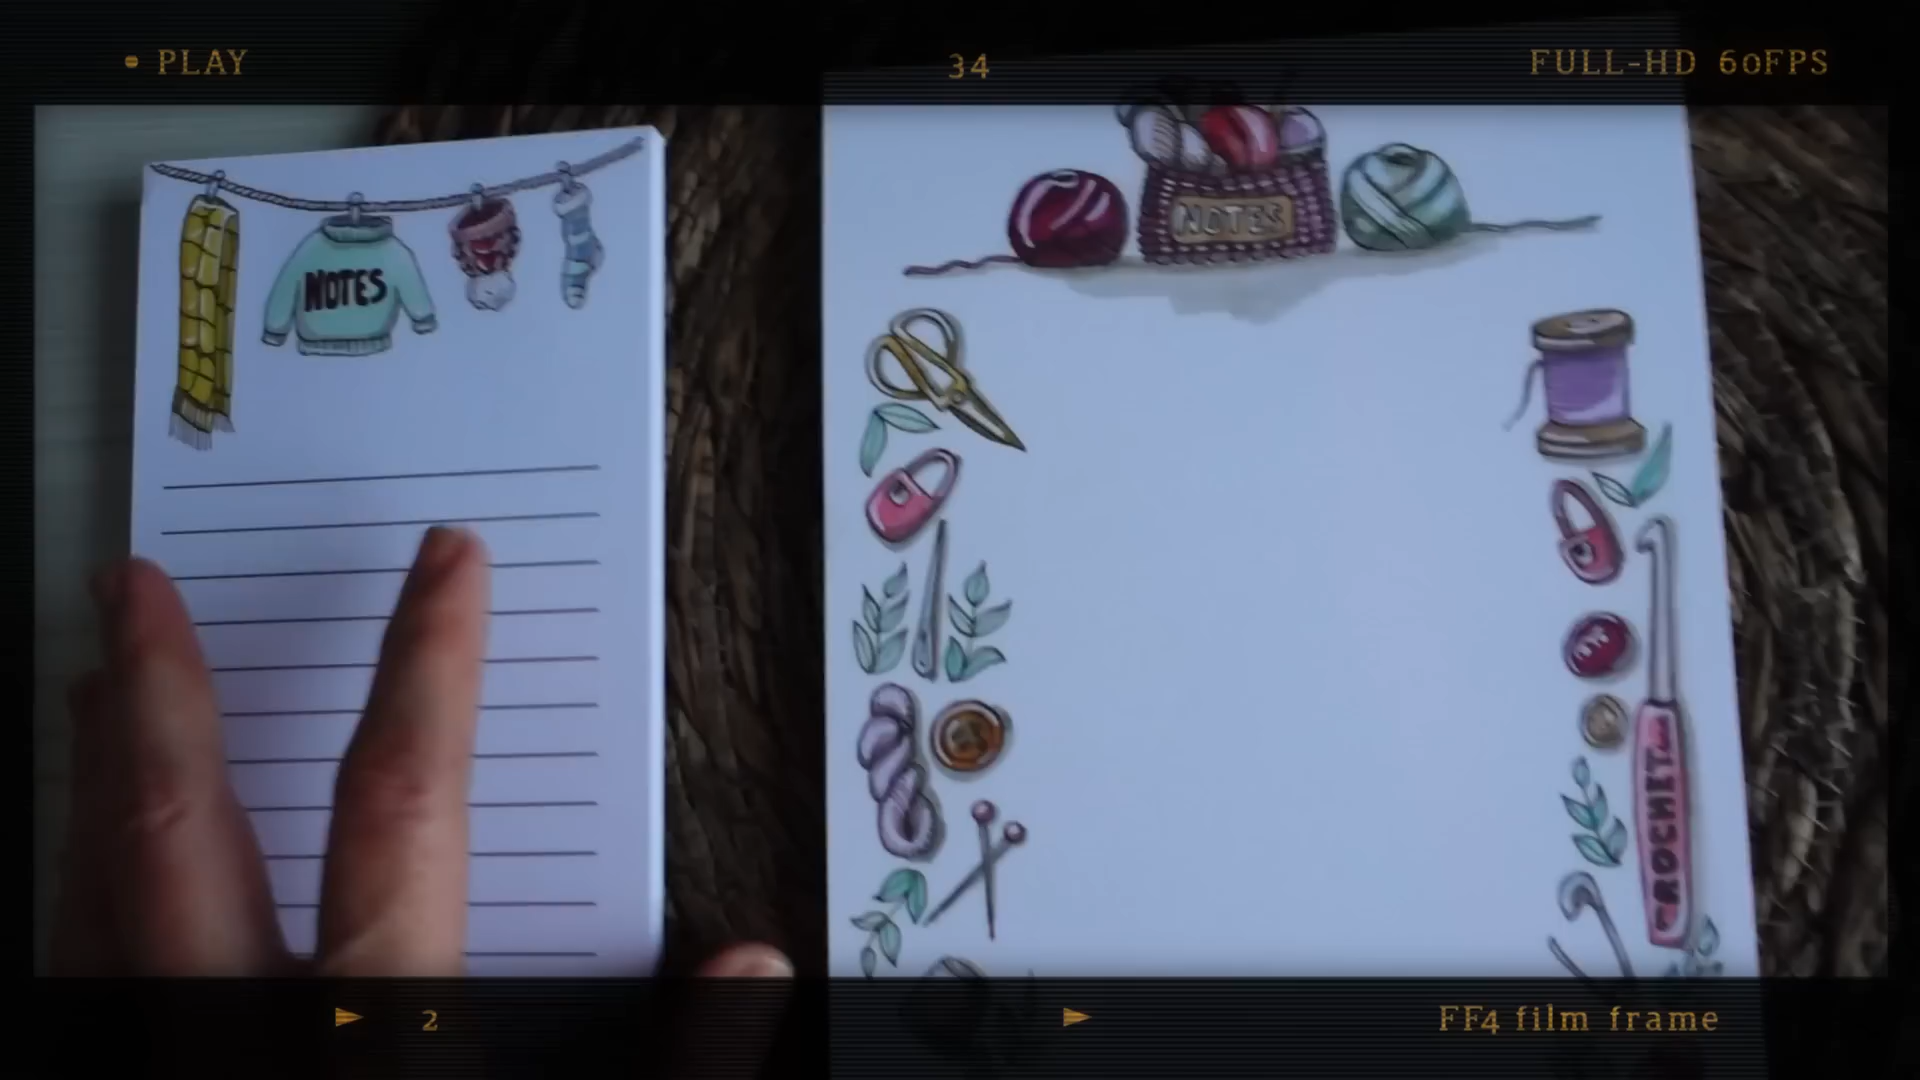 PLAY
34
FULL-HD 60FPS
NOTES
NOTES
CROCHET
2
FF4 film frame